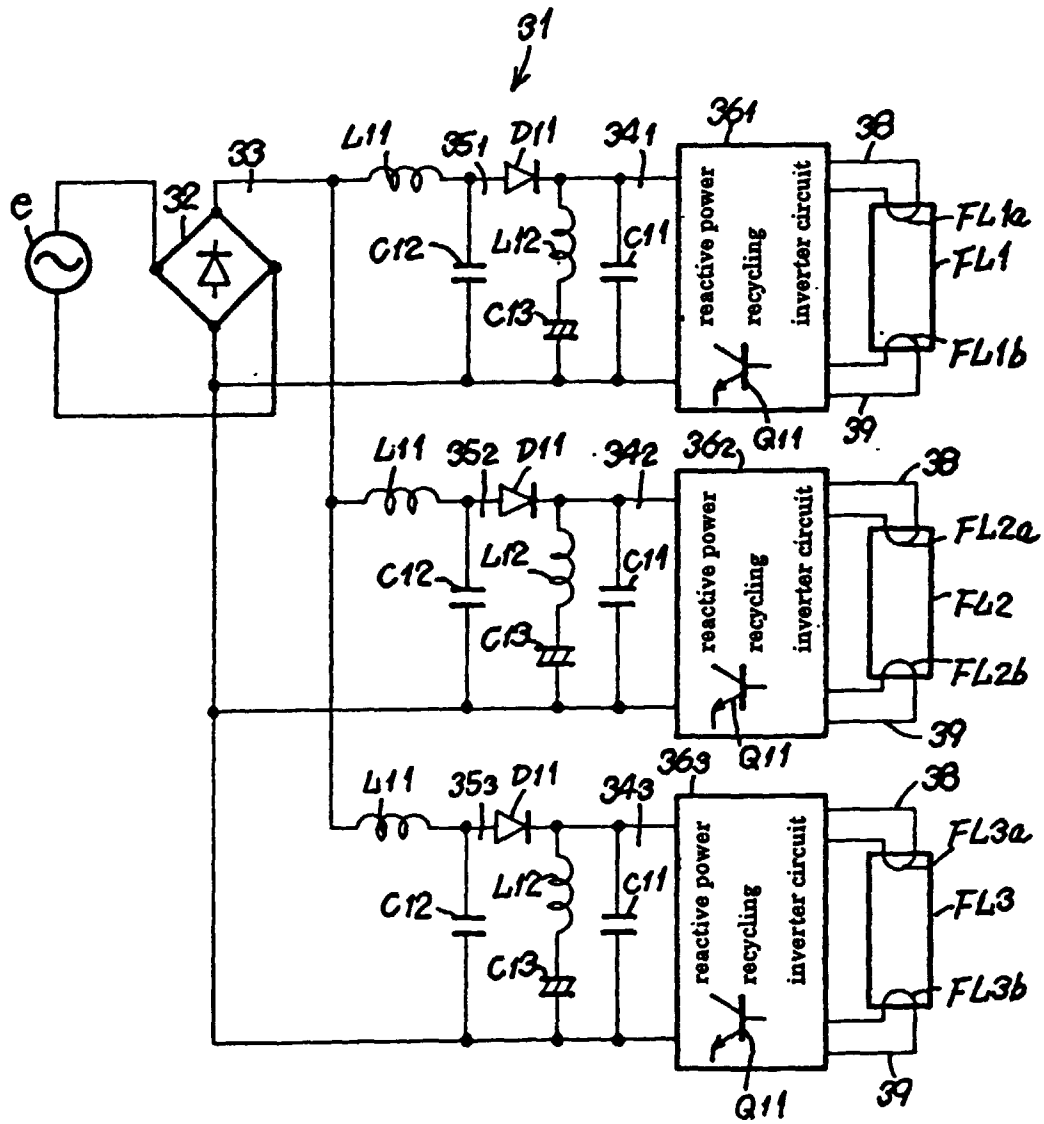 31
e
32
33
L11
35₁
D11
34₁
C12
L12
C13
C11
36₁
reactive power
recycling
inverter circuit
Q11
38
FL1a
FL1
FL1b
39
L11
35₂
D11
34₂
C12
L12
C13
C11
36₂
reactive power
recycling
inverter circuit
Q11
38
FL2a
FL2
FL2b
39
L11
35₃
D11
34₃
C12
L12
C13
C11
36₃
reactive power
recycling
inverter circuit
Q11
38
FL3a
FL3
FL3b
39